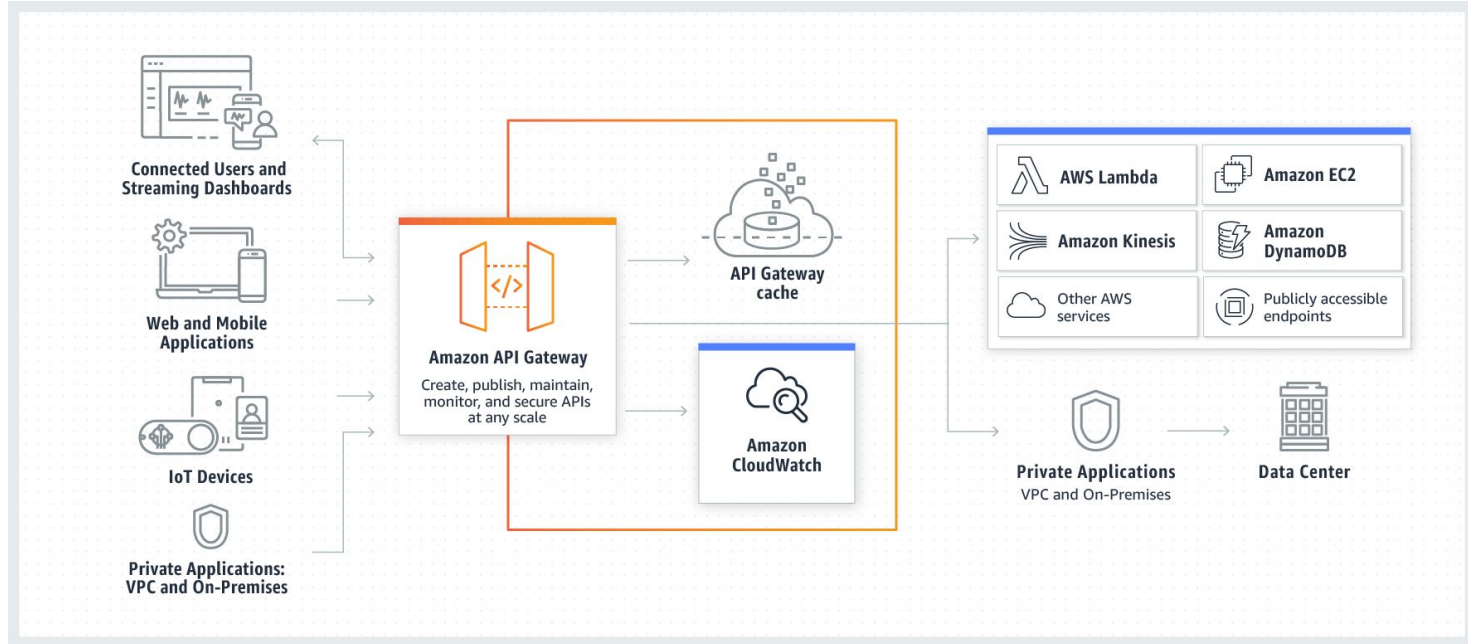 Connected Users and
Streaming Dashboards
Web and Mobile
Applications
IoT Devices
Private Applications:
VPC and On-Premises
</>
Amazon API Gateway
Create, publish, maintain,
monitor, and secure APIs
at any scale
API Gateway
cache
Amazon
CloudWatch
AWS Lambda
Amazon EC2
Amazon Kinesis
Amazon
DynamoDB
Other AWS
services
Publicly accessible
endpoints
Private Applications
VPC and On-Premises
Data Center